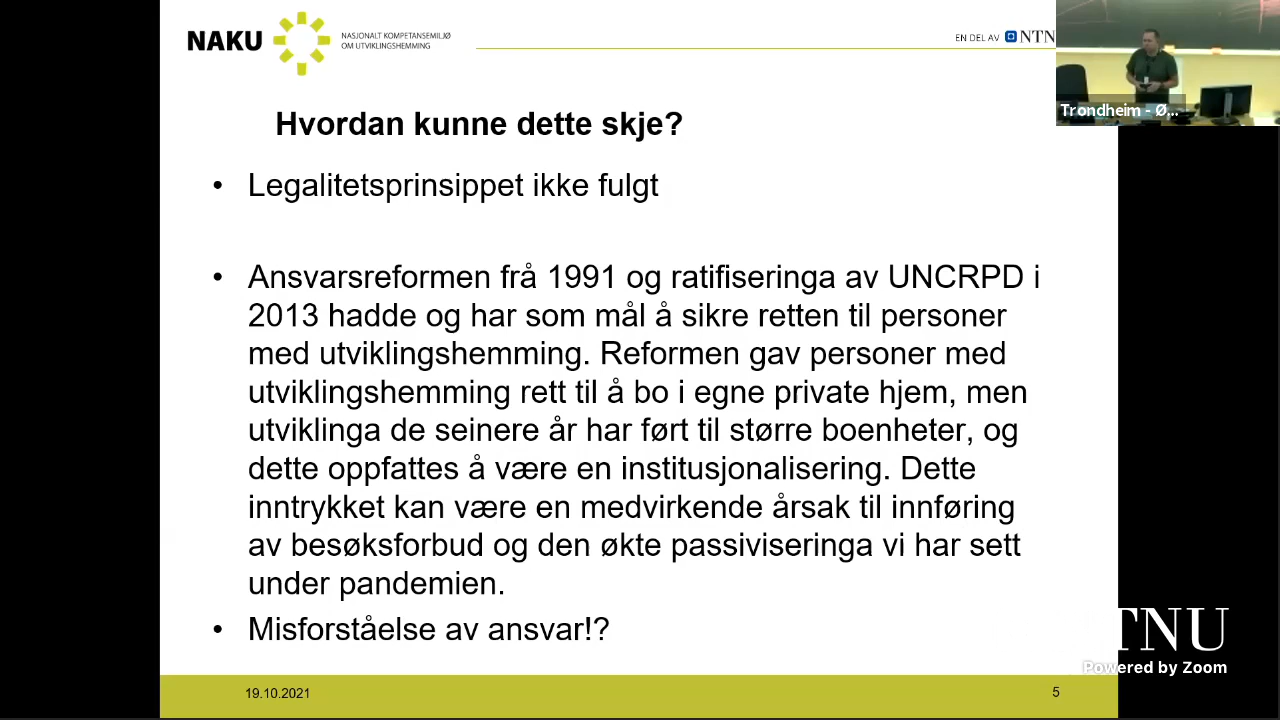 NAKU
NASJONALT KOMPETANSEMILJØ
OM UTVIKLINGSHEMMING
EN DEL AV NTN
Trondheim - Ø...
Hvordan kunne dette skje?
• Legalitetsprinsippet ikke fulgt
• Ansvarsreformen frå 1991 og ratifiseringa av UNCRPD i
2013 hadde og har som mål å sikre retten til personer
med utviklingshemming. Reformen gav personer med
utviklingshemming rett til å bo i egne private hjem, men
utviklinga de seinere år har ført til større boenheter, og
dette oppfattes å være en institusjonalisering. Dette
inntrykket kan være en medvirkende årsak til innføring
av besøksforbud og den økte passiviseringa vi har sett
under pandemien.
• Misforståelse av ansvar!?
TNU
Powered by Zoom
19.10.2021
5